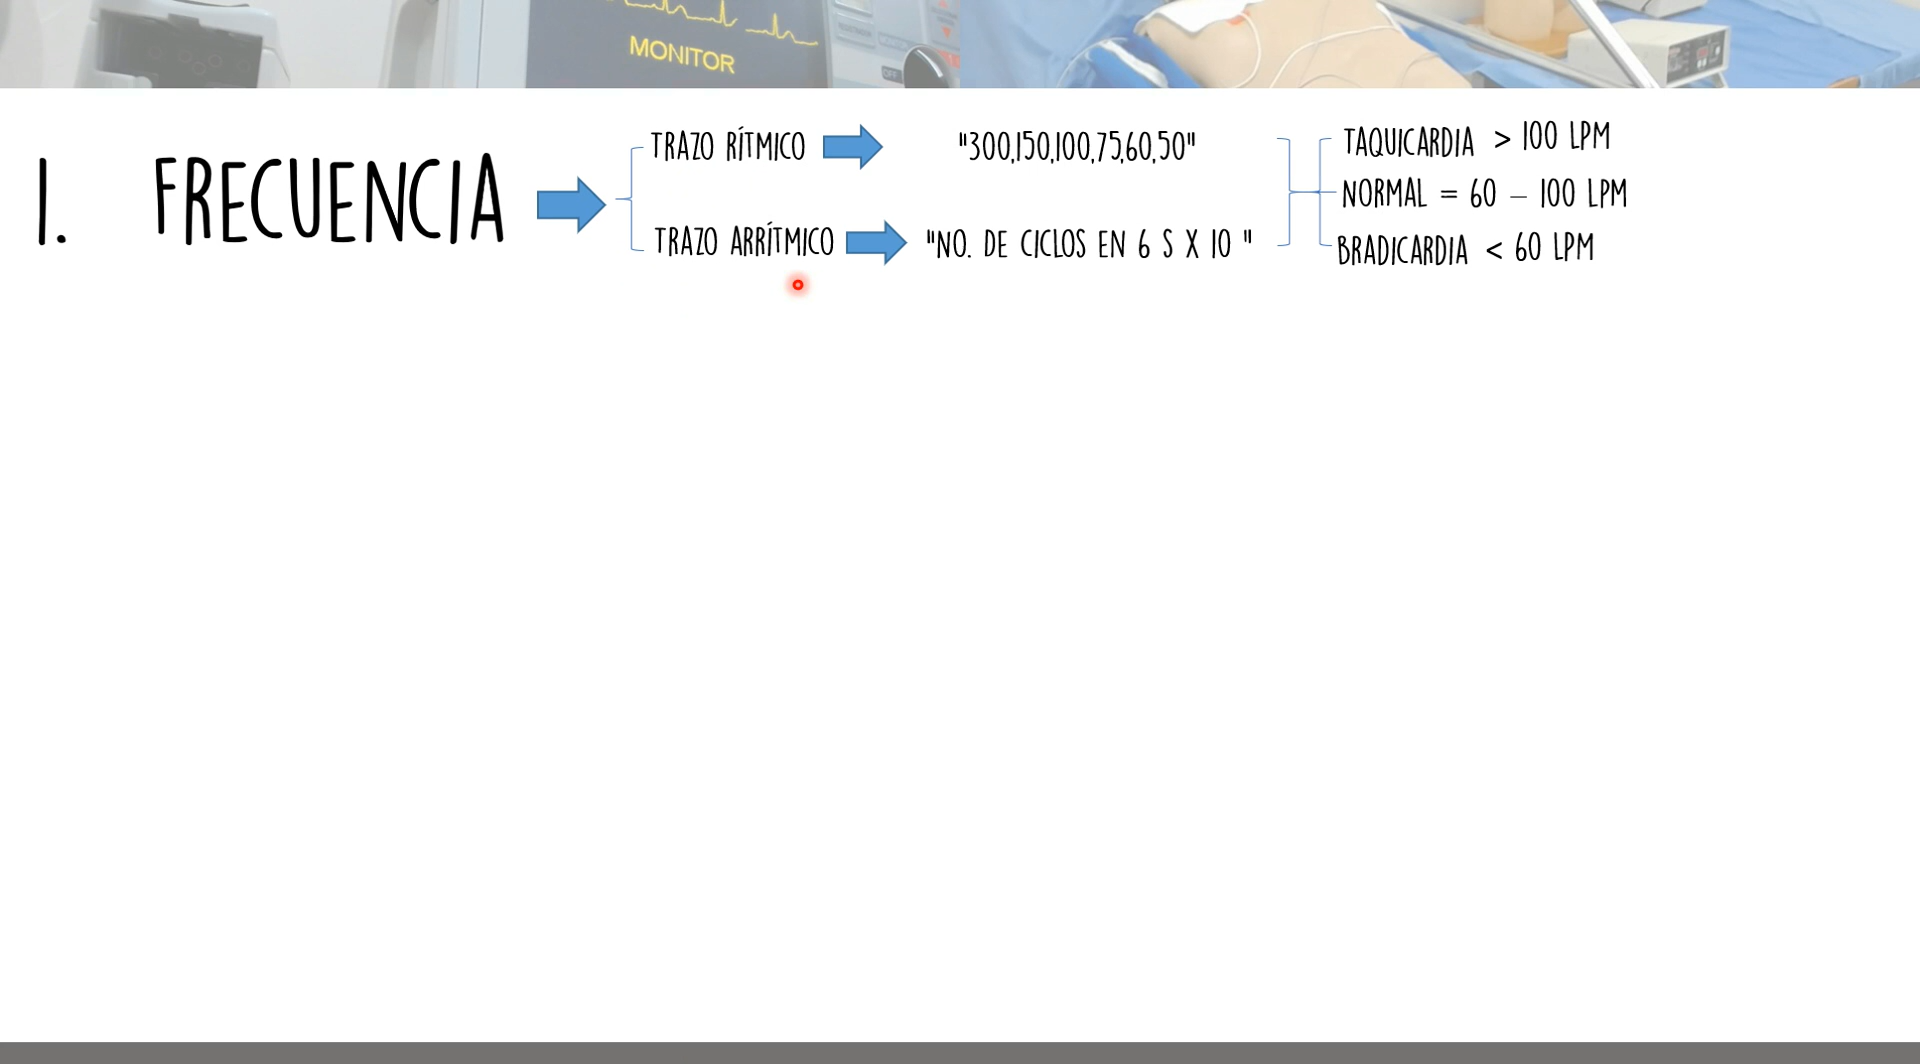 MONITOR
I. FRECUENCIA
TRAZO RÍTMICO
"300,150,100,75,60,50"
TRAZO ARRÍTMICO
"NO. DE CICLOS EN 6 S X 10 "
TAQUICARDIA > 100 LPM
NORMAL = 60 – 100 LPM
BRADICARDIA < 60 LPM